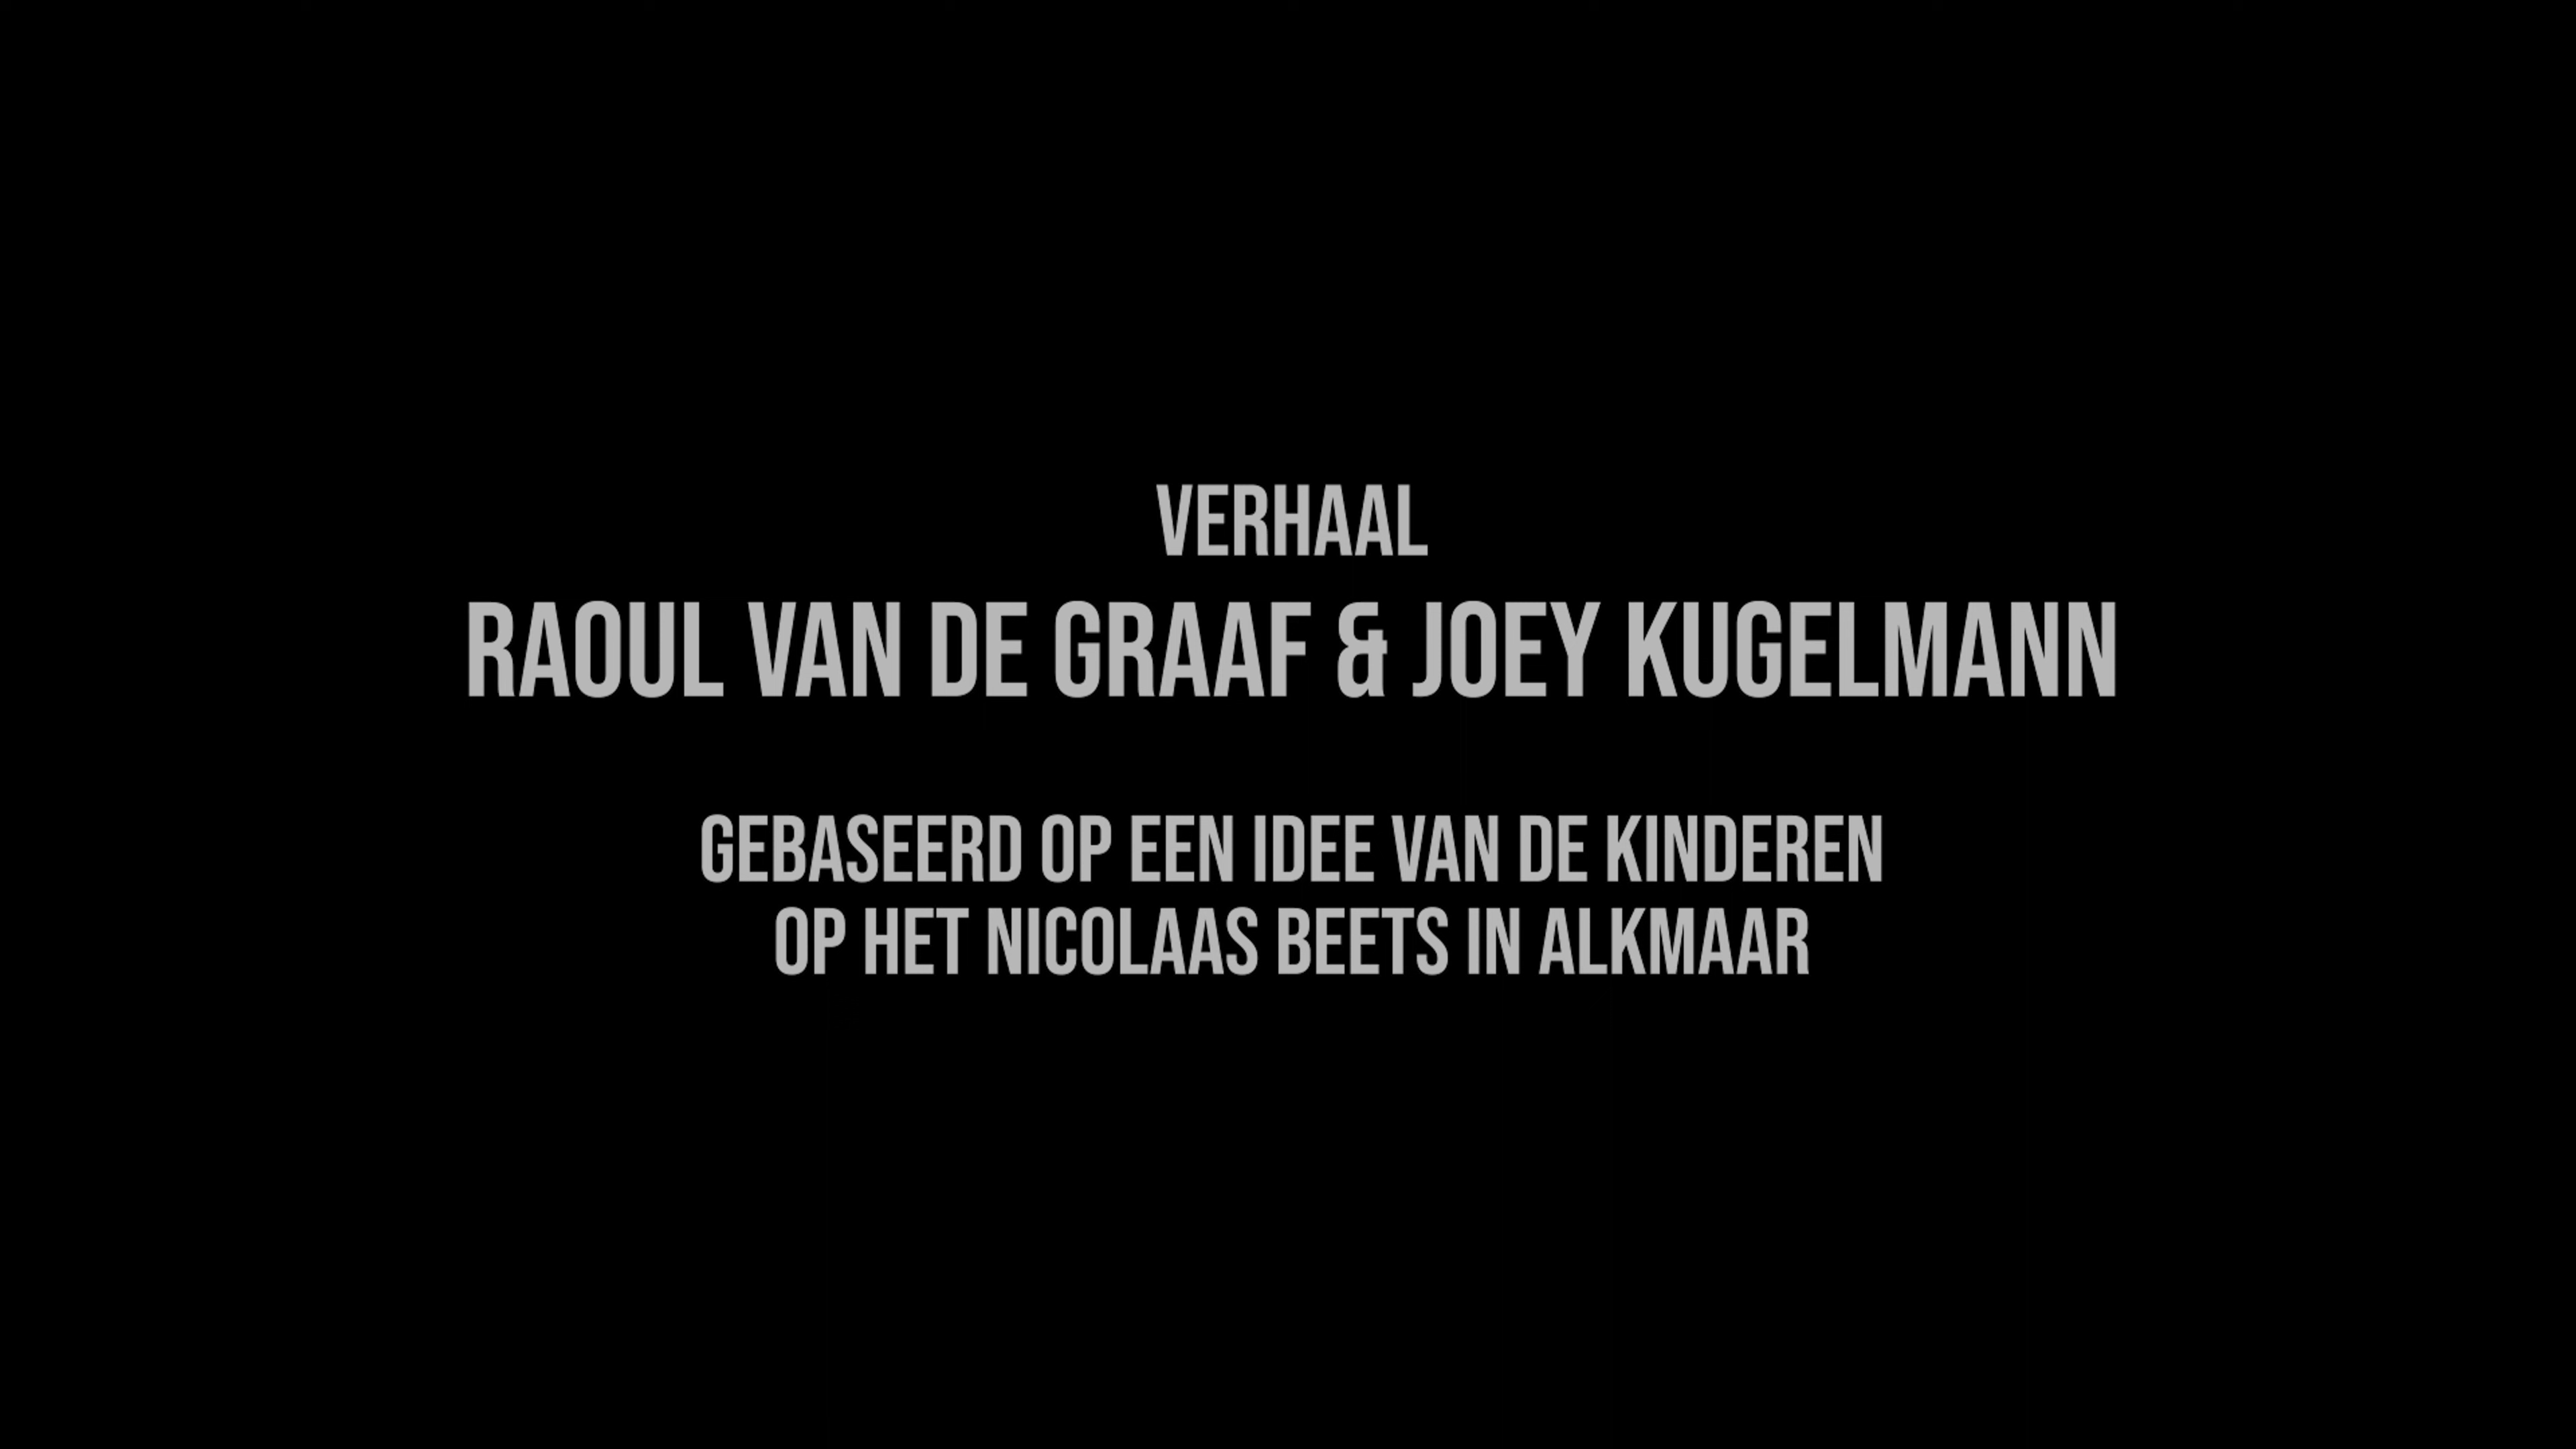 VERHAAL
RAOUL VAN DE GRAAF & JOEY KUGELMANN
GEBASEERD OP EEN IDEE VAN DE KINDEREN
OP HET NICOLAAS BEETS IN ALKMAAR